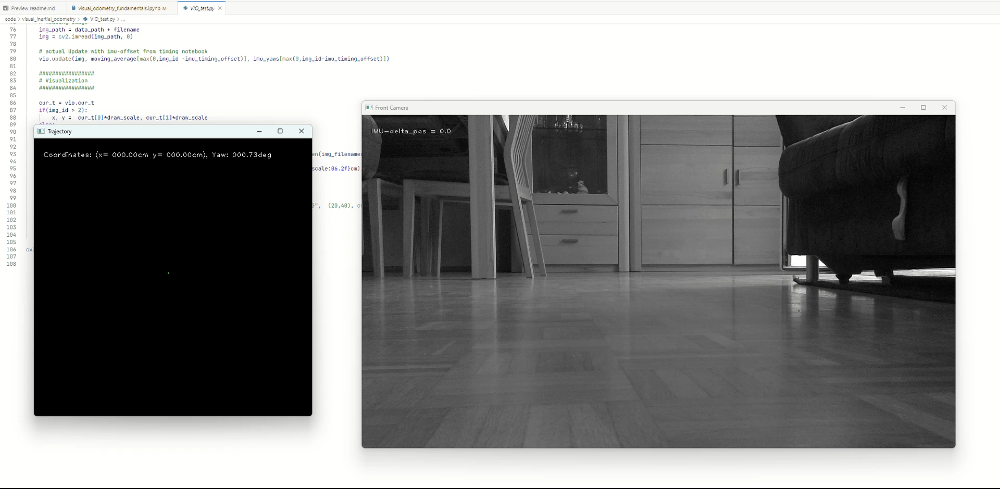 Preview readme.md
visual_odometry_fundamentals.ipynb M
VIO_test.py
code > visual_inertial_odometry > VIO_test.py > ...
76 img_path = data_path + filename
77 img = cv2.imread(img_path, 0)
78
79 # actual Update with imu-offset from timing notebook
80 vio.update(img, moving_average[max(0,img_id -imu_timing_offset)], imu_yaws[max(0,img_id-imu_timing_offset)])
81
82 #################
83 # Visualization
84 #################
85
86 cur_t = vio.cur_t
87 if(img_id > 2):
88 x, y = cur_t[0]*draw_scale, cur_t[1]*draw_scale
89
90
91
92
93 en(img_filenames
94
95 scale:06.2f}cm)
96
97
98
99
100 }", (20,40), cv
101
102
103
104
105
106 cv2
107
108
Trajectory
Coordinates: (x= 000.00cm y= 000.00cm), Yaw: 000.73deg
Front Camera
IMU-delta_pos = 0.0